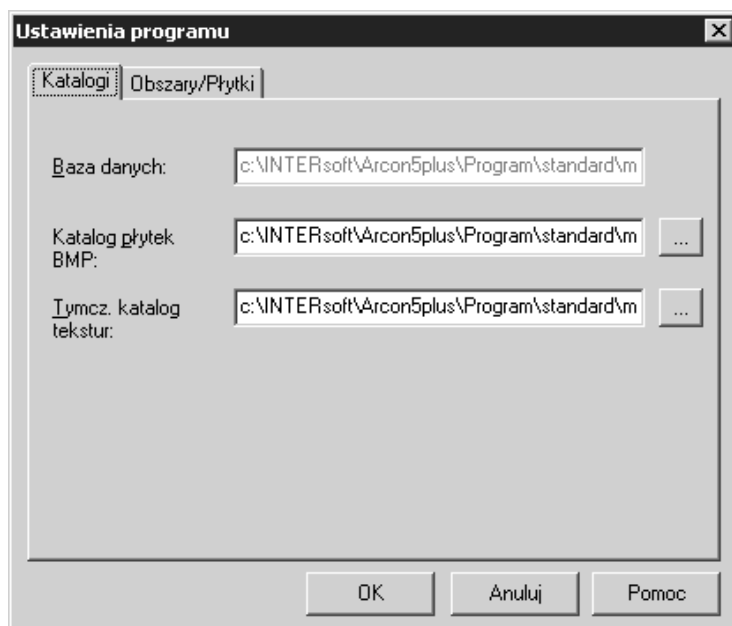 Ustawienia programu
Katalogi Obszary/Płytki
Baza danych: c:\INTERsoft\Arcon5plus\Program\standard\m
Katalog płytek BMP: c:\INTERsoft\Arcon5plus\Program\standard\m ...
Tymcz. katalog tekstur: c:\INTERsoft\Arcon5plus\Program\standard\m ...
OK Anuluj Pomoc